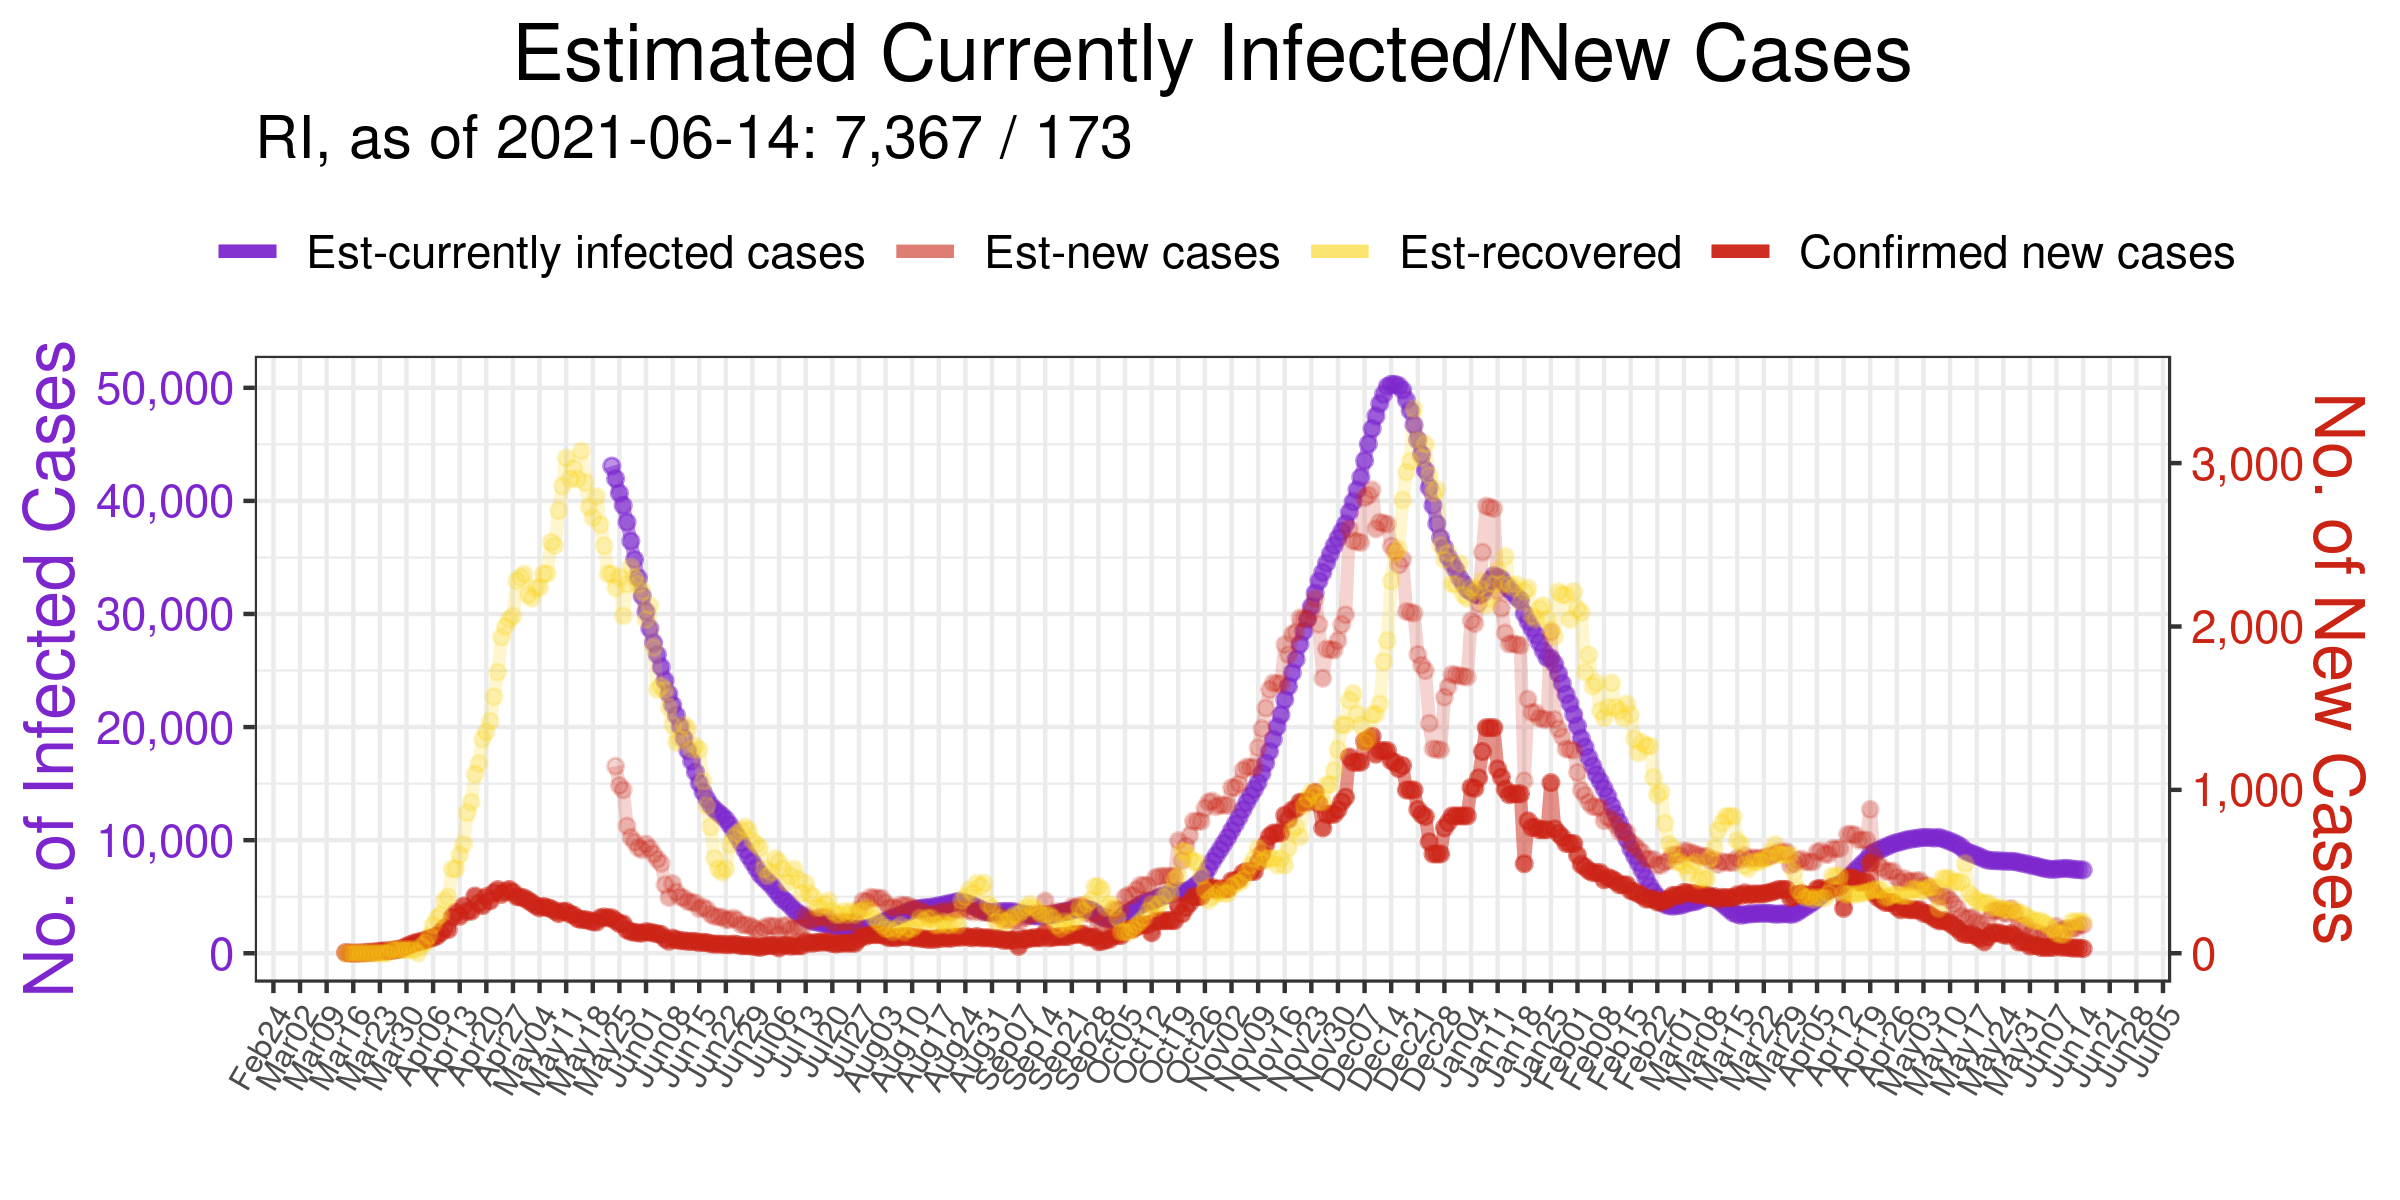 Estimated Currently Infected/New Cases
RI, as of 2021-06-14: 7,367 / 173
Est-currently infected cases
Est-new cases
Est-recovered
Confirmed new cases
No. of Infected Cases
50,000
40,000
30,000
20,000
10,000
0
3,000
2,000
1,000
0
No. of New Cases
Feb24
Mar02
Mar09
Mar16
Mar23
Mar30
Apr06
Apr13
Apr20
Apr27
May04
May11
May18
May25
Jun01
Jun08
Jun15
Jun22
Jun29
Jul06
Jul13
Jul20
Jul27
Aug03
Aug10
Aug17
Aug24
Aug31
Sep07
Sep14
Sep21
Sep28
Oct05
Oct12
Oct19
Oct26
Nov02
Nov09
Nov16
Nov23
Nov30
Dec07
Dec14
Dec21
Dec28
Jan04
Jan11
Jan18
Jan25
Feb01
Feb08
Feb15
Feb22
Mar01
Mar08
Mar15
Mar22
Mar29
Apr05
Apr12
Apr19
Apr26
May03
May10
May17
May24
May31
Jun07
Jun14
Jun21
Jun28
Jul05